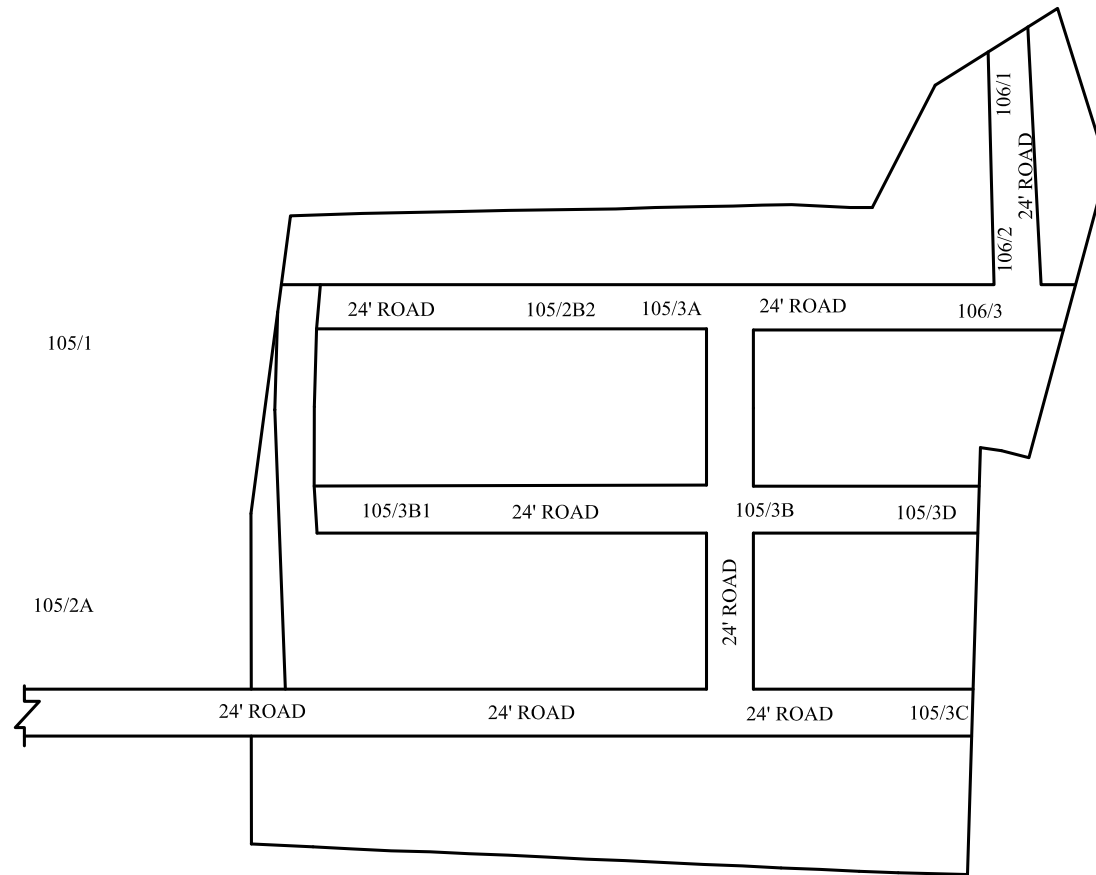 106/1
24' ROAD
106/2
24' ROAD
105/2B2
105/3A
24' ROAD
106/3
105/1
105/3B1
24' ROAD
105/3B
105/3D
24' ROAD
105/2A
24' ROAD
24' ROAD
24' ROAD
105/3C